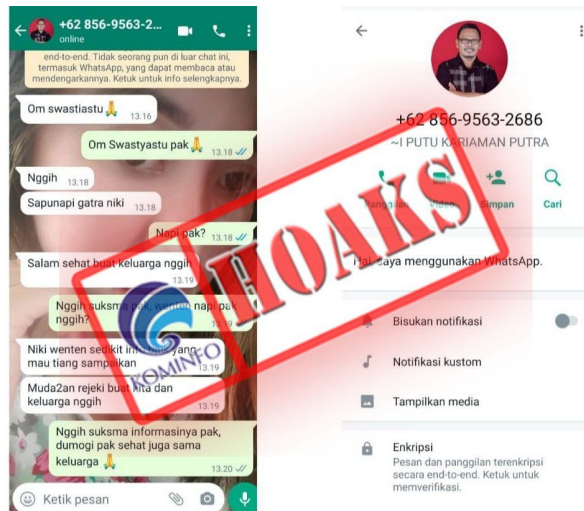 +62 856-9563-2...
online
end-to-end. Tidak seorang pun di luar chat ini,
termasuk WhatsApp, yang dapat membaca atau
mendengarkannya. Ketuk untuk info selengkapnya.
Om swastiastu🙏 13.16
Om Swastyastu pak🙏 13.18
Nggih 13.18
Sapunapi gatra niki 13.18
Napi pak? 13.18
Salam sehat buat keluarga nggih
13.19
Nggih suksma pak, wenten napi pak
nggih?
Niki wenten sedikit yang
mau tiang sampaikan 13.19
Muda2an rejeki buat kita dan
keluarga nggih 13.19
Nggih suksma informasinya pak,
dumogi pak sehat juga sama
keluarga 🙏 13.20
Ketik pesan
+62 856-9563-2686
~I PUTU KARIAMAN PUTRA
Panggilan Video Simpan Cari
Hai, saya menggunakan WhatsApp.
Bisukan notifikasi
Notifikasi kustom
Tampilkan media
Enkripsi
Pesan dan panggilan terenkripsi
secara end-to-end. Ketuk untuk
memverifikasi.
HOAKS
KOMINFO